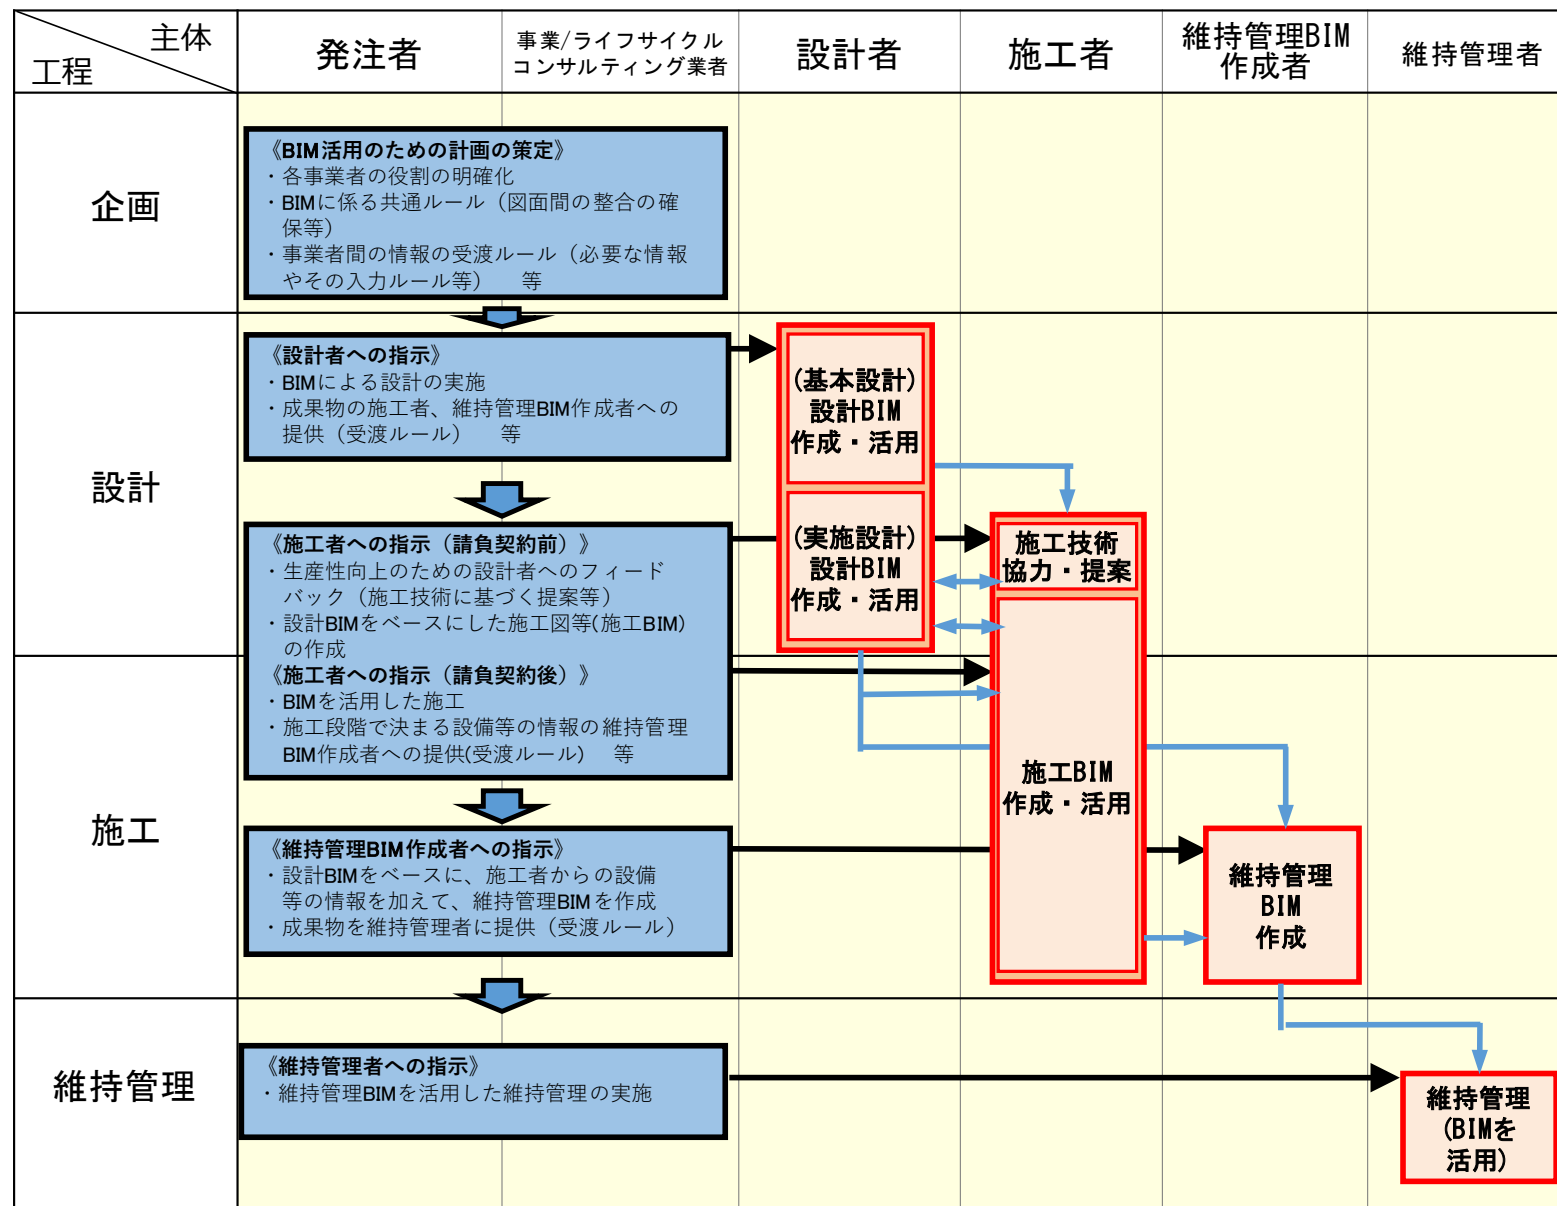 主体
工程
発注者
事業/ライフサイクル
コンサルティング業者
設計者
施工者
維持管理BIM
作成者
維持管理者
企画
《BIM活用のための計画の策定》
・各事業者の役割の明確化
・BIMに係る共通ルール（図面間の整合の確
保等）
・事業者間の情報の受渡ルール（必要な情報
やその入力ルール等）　等
設計
《設計者への指示》
・BIMによる設計の実施
・成果物の施工者、維持管理BIM作成者への
提供（受渡ルール）　等
(基本設計)
設計BIM
作成・活用
(実施設計)
設計BIM
作成・活用
施工技術
協力・提案
《施工者への指示（請負契約前）》
・生産性向上のための設計者へのフィード
バック（施工技術に基づく提案等）
・設計BIMをベースにした施工図等(施工BIM)
の作成
《施工者への指示（請負契約後）》
・BIMを活用した施工
・施工段階で決まる設備等の情報の維持管理
BIM作成者への提供(受渡ルール)　等
施工
施工BIM
作成・活用
《維持管理BIM作成者への指示》
・設計BIMをベースに、施工者からの設備
等の情報を加えて、維持管理BIMを作成
・成果物を維持管理者に提供（受渡ルール）
維持管理
BIM
作成
維持管理
《維持管理者への指示》
・維持管理BIMを活用した維持管理の実施
維持管理
(BIMを
活用)